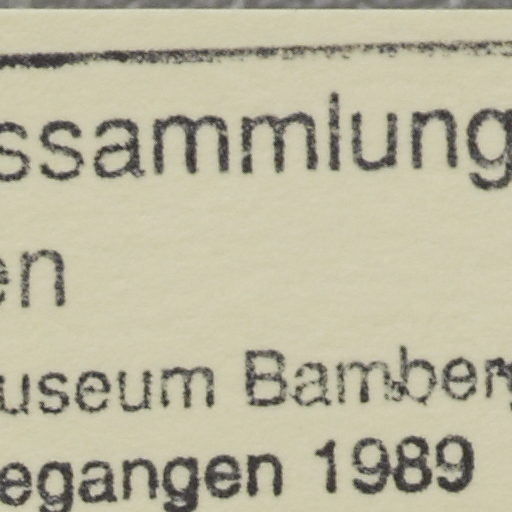 ssammlung
en
useum Bamber
egangen 1989